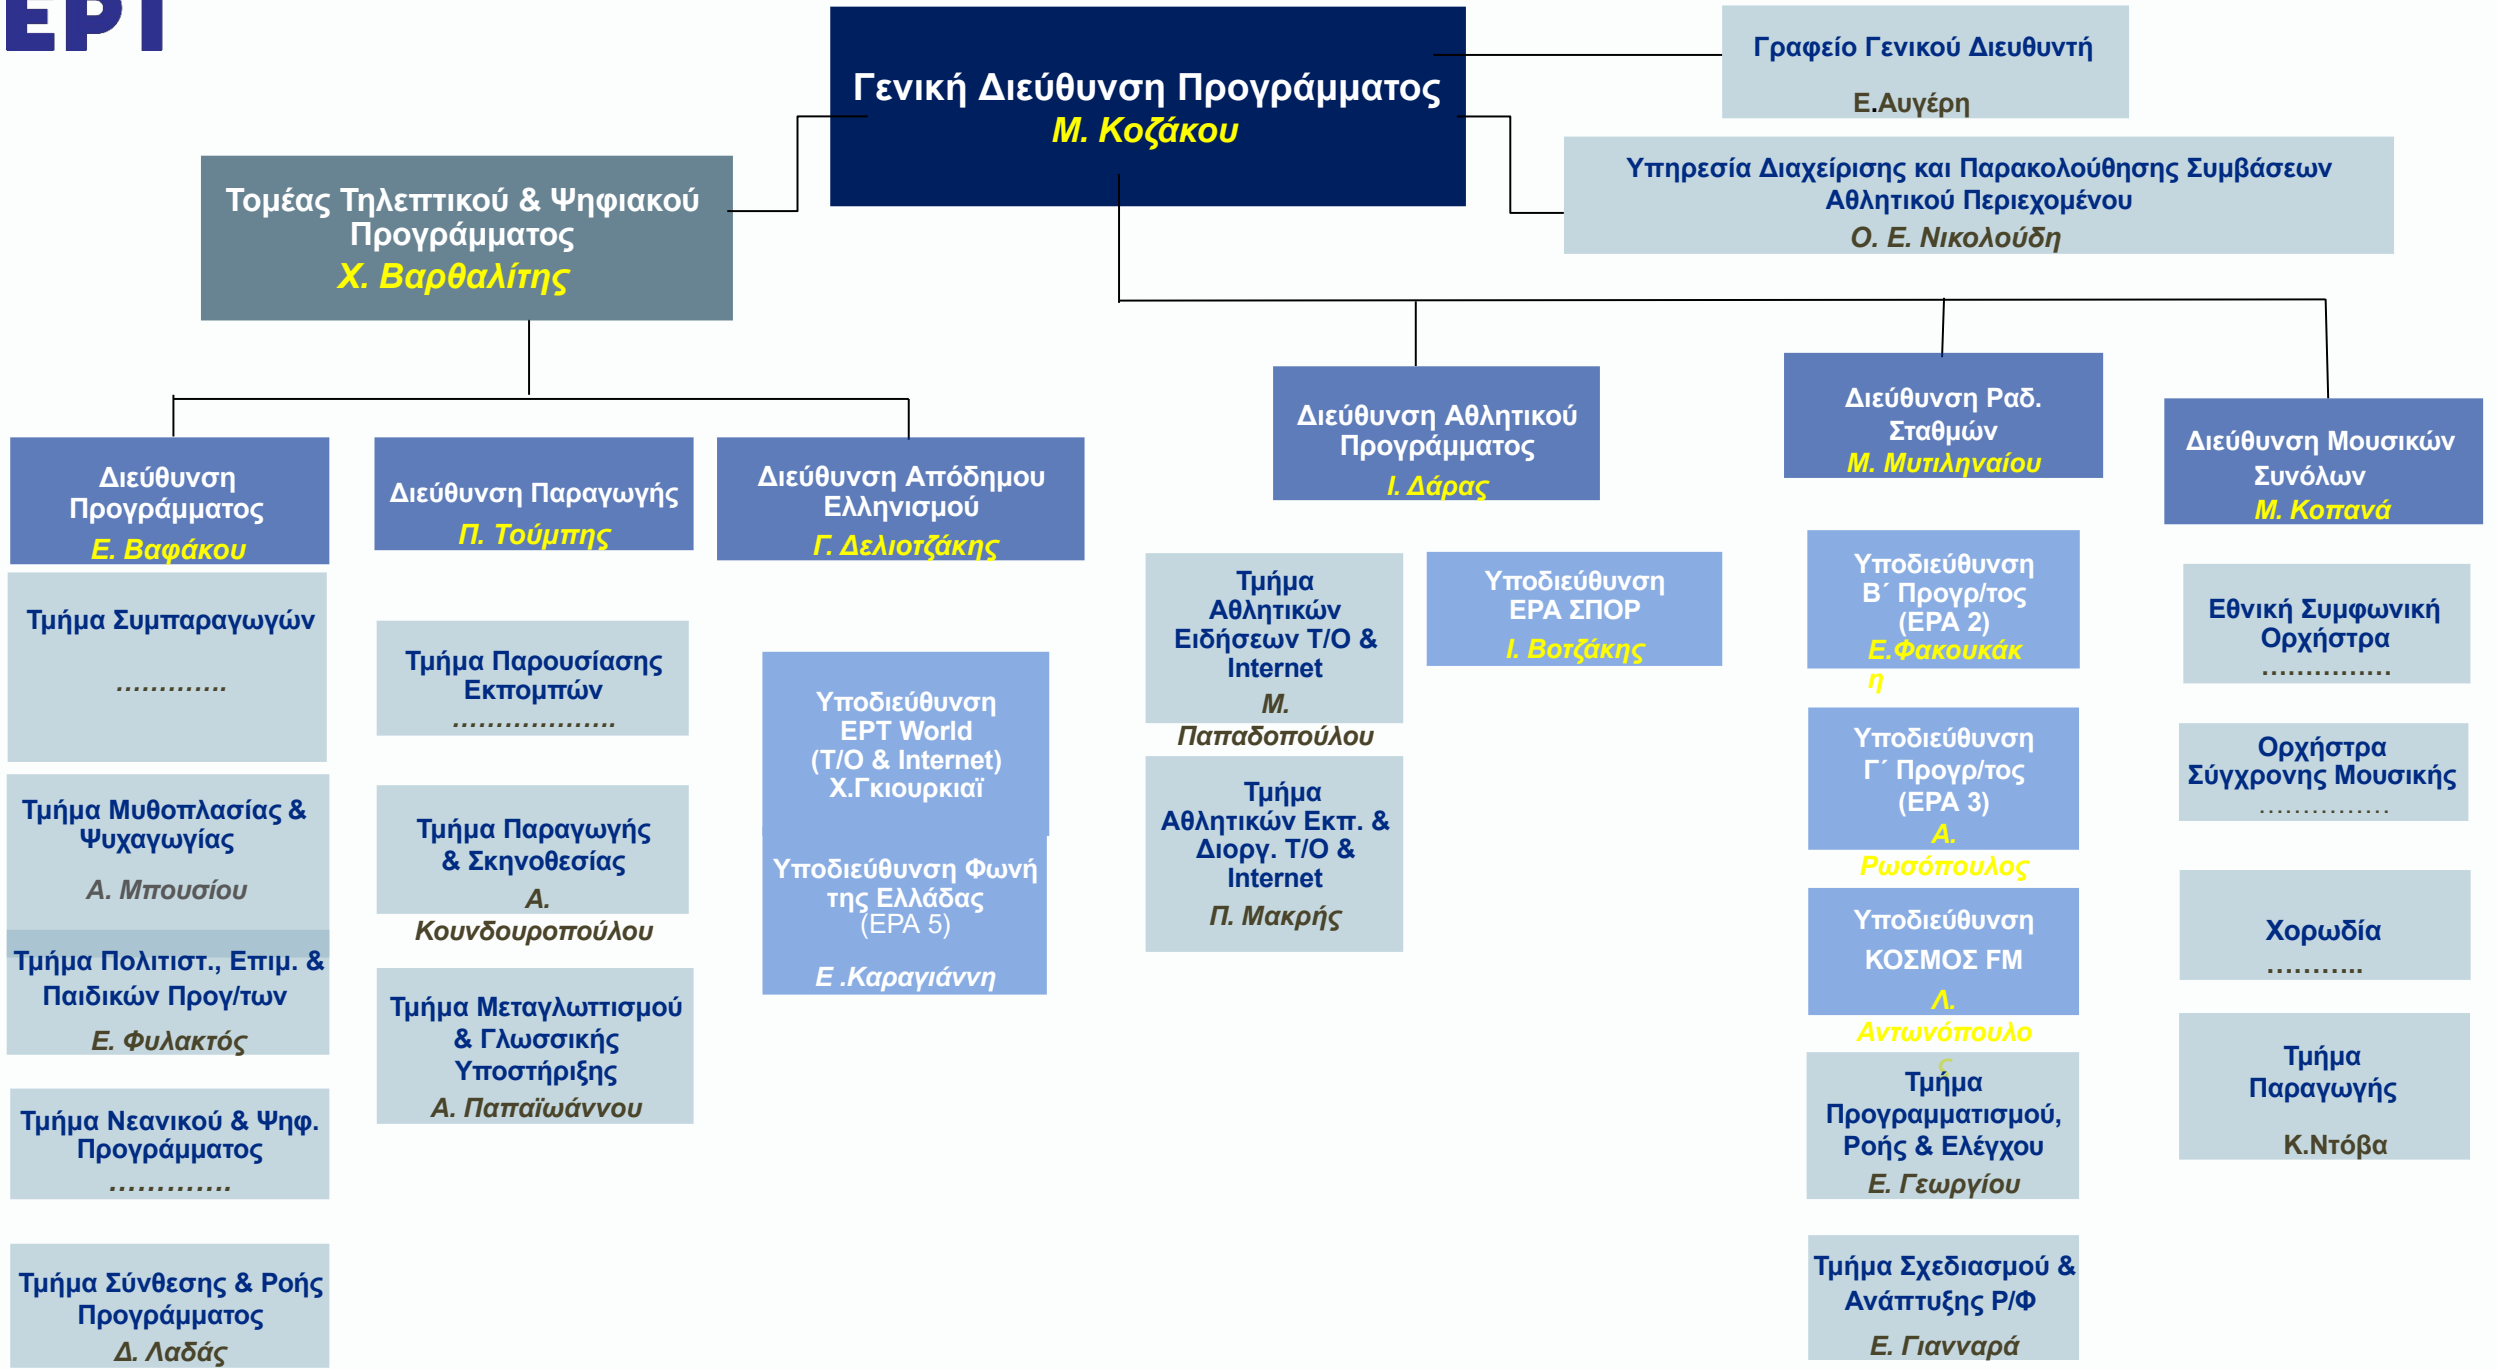 ΕΡΤ
Γενική Διεύθυνση Προγράμματος
Μ. Κοζάκου
Γραφείο Γενικού Διευθυντή
Ε.Αυγέρη
Υπηρεσία Διαχείρισης και Παρακολούθησης Συμβάσεων
Αθλητικού Περιεχομένου
Ο. Ε. Νικολούδη
Τομέας Τηλεπτικού & Ψηφιακού
Προγράμματος
Χ. Βαρθαλίτης
Διεύθυνση
Προγράμματος
Ε. Βαφάκου
Τμήμα Συμπαραγωγών
.............
Τμήμα Μυθοπλασίας &
Ψυχαγωγίας
Α. Μπουσίου
Τμήμα Πολιτιστ., Επιμ. &
Παιδικών Προγ/των
Ε. Φυλακτός
Τμήμα Νεανικού & Ψηφ.
Προγράμματος
.............
Τμήμα Σύνθεσης & Ροής
Προγράμματος
Δ. Λαδάς
Διεύθυνση Παραγωγής
Π. Τούμπης
Τμήμα Παρουσίασης
Εκπομπών
...................
Τμήμα Παραγωγής
& Σκηνοθεσίας
Α.
Κουνδουροπούλου
Τμήμα Μεταγλωττισμού
& Γλωσσικής
Υποστήριξης
Α. Παπαϊωάννου
Διεύθυνση Απόδημου
Ελληνισμού
Γ. Δελιοτζάκης
Υποδιεύθυνση
ΕΡΤ World
(Τ/Ο & Internet)
Χ.Γκιουρκιαϊ
Υποδιεύθυνση Φωνή
της Ελλάδας
(ΕΡΑ 5)
Ε .Καραγιάννη
Διεύθυνση Αθλητικού
Προγράμματος
Ι. Δάρας
Τμήμα
Αθλητικών
Ειδήσεων Τ/Ο &
Internet
Μ.
Παπαδοπούλου
Τμήμα
Αθλητικών Εκπ. &
Διοργ. Τ/Ο &
Internet
Π. Μακρής
Υποδιεύθυνση
ΕΡΑ ΣΠΟΡ
Ι. Βοτζάκης
Διεύθυνση Ραδ.
Σταθμών
Μ. Μυτιληναίου
Υποδιεύθυνση
Β΄ Προγρ/τος
(ΕΡΑ 2)
Ε.Φακουκάκ
η
Υποδιεύθυνση
Γ΄ Προγρ/τος
(ΕΡΑ 3)
Α.
Ρωσόπουλος
Υποδιεύθυνση
ΚΟΣΜΟΣ FM
Λ.
Αντωνόπουλο
ς
Τμήμα
Προγραμματισμού,
Ροής & Ελέγχου
Ε. Γεωργίου
Τμήμα Σχεδιασμού &
Ανάπτυξης Ρ/Φ
Ε. Γιανναρά
Διεύθυνση Μουσικών
Συνόλων
Μ. Κοπανά
Εθνική Συμφωνική
Ορχήστρα
...............
Ορχήστρα
Σύγχρονης Μουσικής
...............
Χορωδία
...........
Τμήμα
Παραγωγής
Κ.Ντόβα